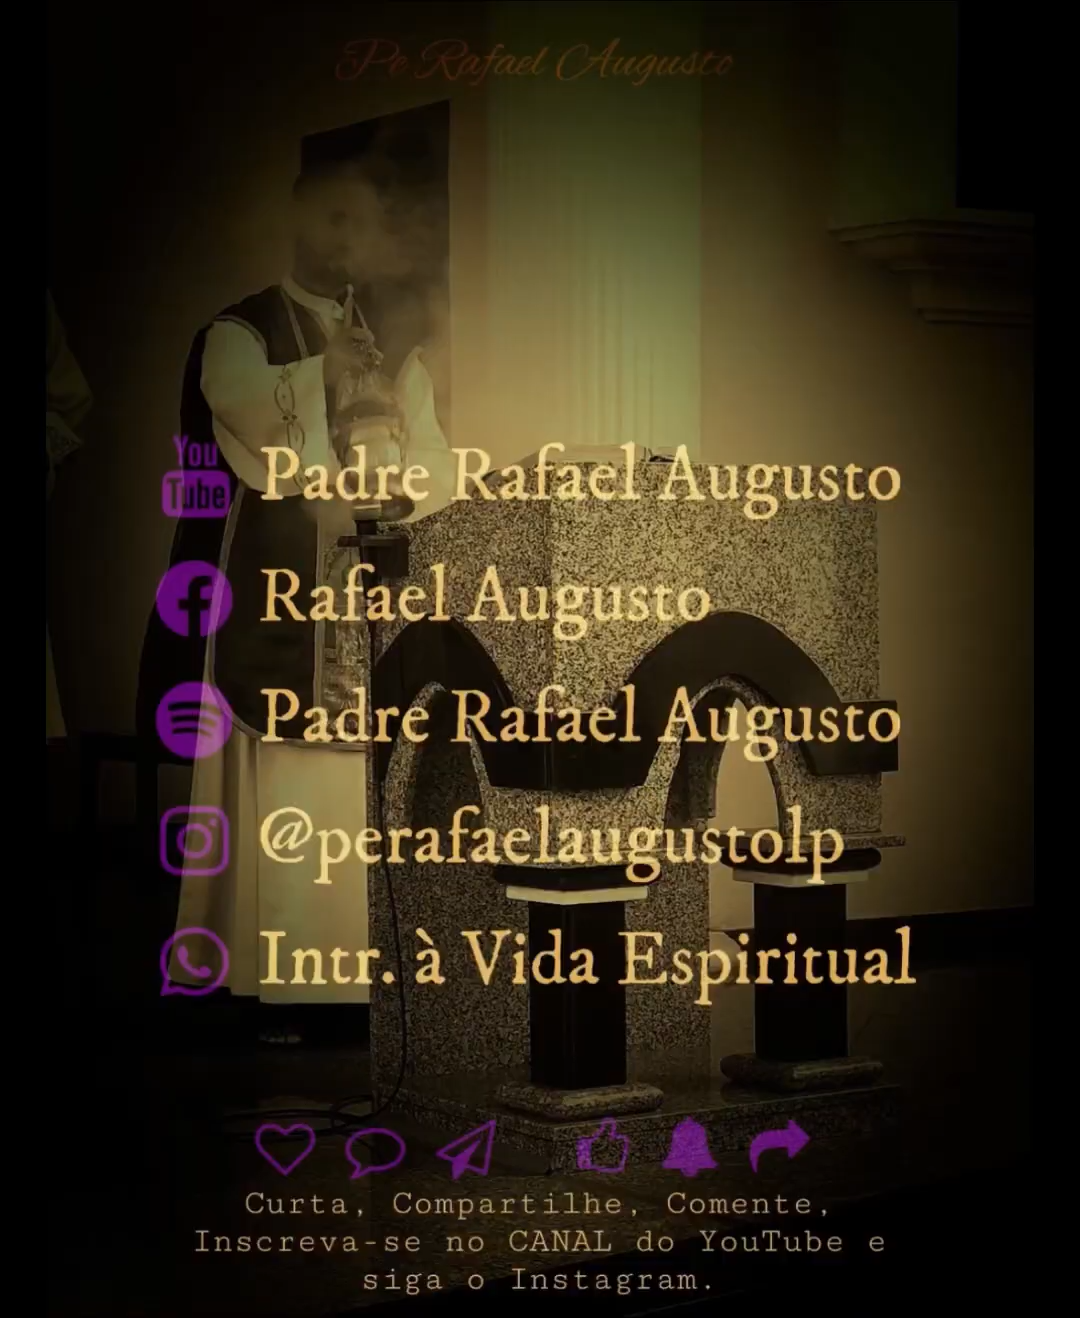 Pe Rafael Augusto
You
Tube
Padre Rafael Augusto
Rafael Augusto
Padre Rafael Augusto
@perafaelaugustolp
Intr. à Vida Espiritual
Curta, Compartilhe, Comente,
Inscreva-se no CANAL do YouTube e
siga o Instagram.